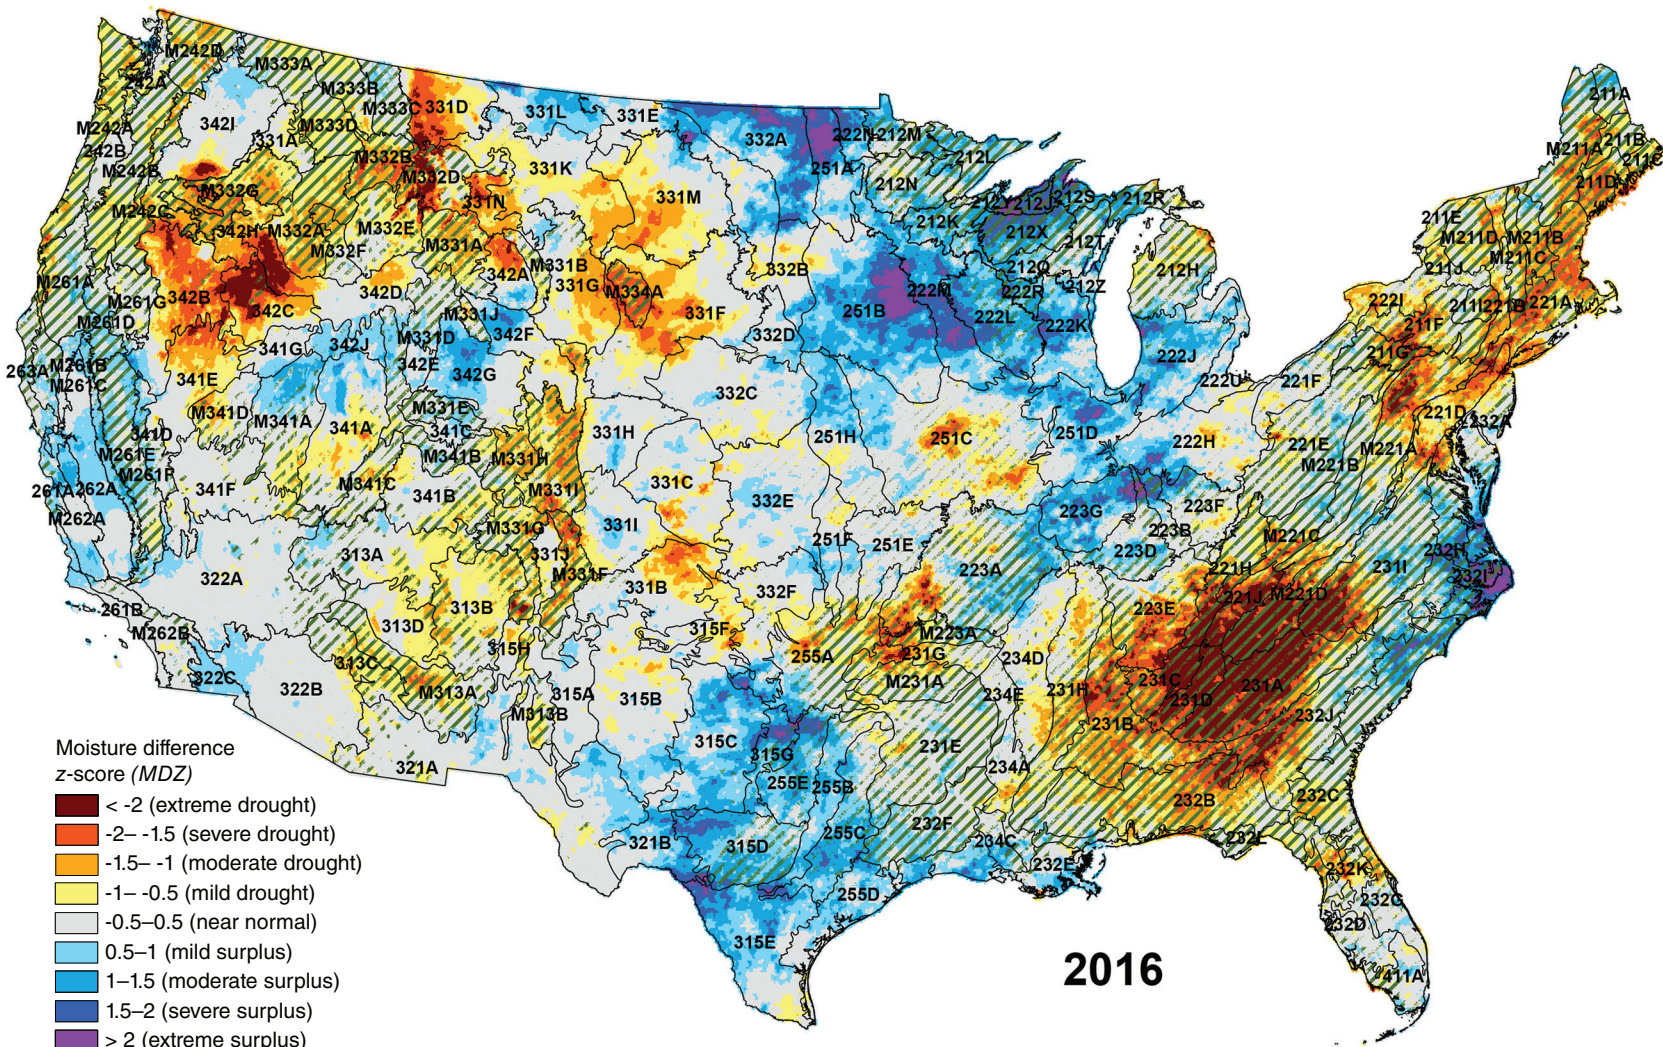 M242D
M333A
242A
M333B
M333C
331D
331L
331E
332A
222N
212M
211A
M242A
342I
M333D
331A
242B
M242B
M332B
M332D
331K
251A
212L
211B
M211A
211C
212N
M332G
331N
331M
212Y
212J
212S
212R
211D
M242C
342H
M332A
M332E
212K
212X
211E
M332F
M331A
212T
M211D
M211B
M211C
M261A
342A
M331B
332B
212Q
212H
211J
331G
M334A
212Z
222R
M261G
342B
342D
342C
M331J
331F
251B
222M
222L
222K
222I
211I
221B
221A
M261D
342F
332D
211F
341G
342J
M331D
342E
342G
222J
211G
263A
M261B
M261C
341E
332C
222U
221F
M341D
M341A
M331E
341A
341C
331H
251H
251C
251D
222H
221D
232A
341D
M261E
M261F
M341B
M331H
221E
M221B
M221A
261A
262A
341F
M341C
341B
M331I
331C
332E
223G
223F
M262A
M331G
331I
251F
251E
223B
223D
M221C
232H
313A
331J
M331F
322A
331B
332F
223A
221H
231I
232I
261B
313B
223E
221J
M221D
M262B
313D
315H
315F
255A
M223A
231G
234D
313C
322C
322B
M313A
315A
315B
M231A
234E
231H
231C
231D
231A
M313B
231B
232J
315C
315G
231E
321A
255E
255B
234A
232B
232C
321B
315D
255C
232F
234C
232L
232E
232K
255D
232G
232D
315E
411A
2016
Moisture difference
z-score (MDZ)
< -2 (extreme drought)
-2– -1.5 (severe drought)
-1.5– -1 (moderate drought)
-1– -0.5 (mild drought)
-0.5–0.5 (near normal)
0.5–1 (mild surplus)
1–1.5 (moderate surplus)
1.5–2 (severe surplus)
> 2 (extreme surplus)